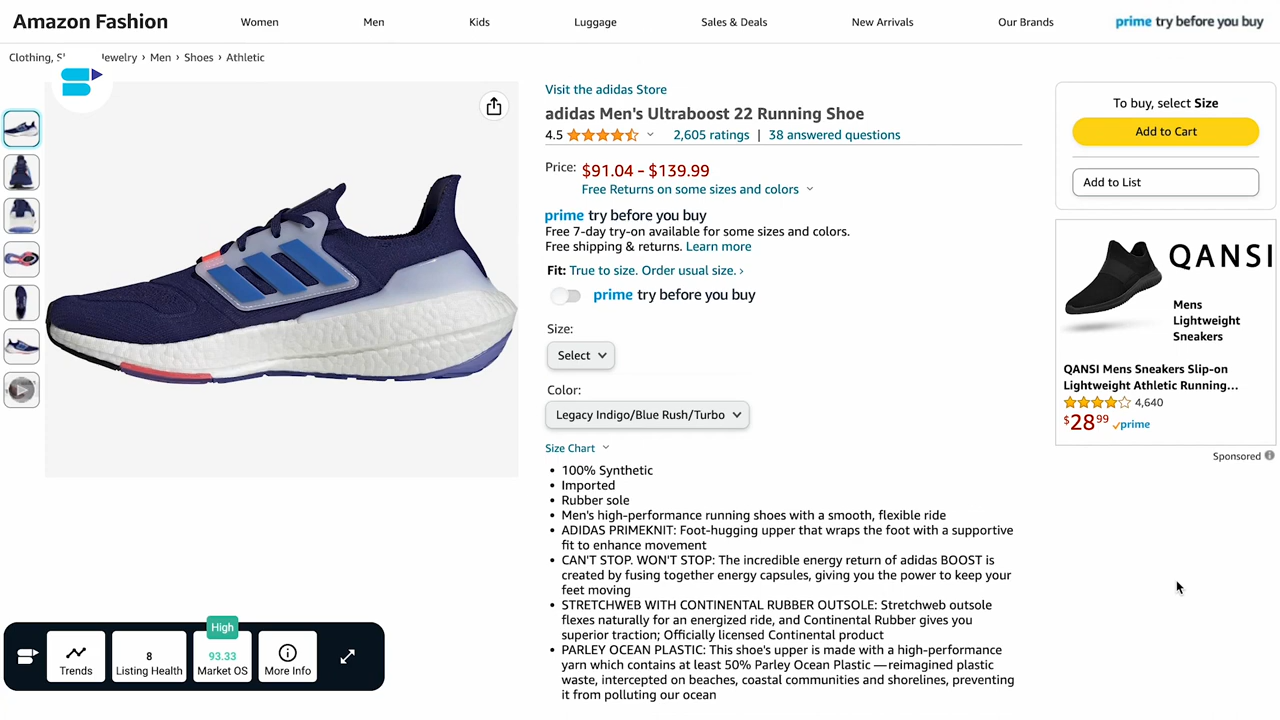 Amazon Fashion
Women
Men
Kids
Luggage
Sales & Deals
New Arrivals
Our Brands
prime try before you buy
Clothing, Jewelry › Men › Shoes › Athletic
Visit the adidas Store
adidas Men's Ultraboost 22 Running Shoe
4.5 2,605 ratings | 38 answered questions
Price: $91.04 - $139.99
Free Returns on some sizes and colors
prime try before you buy
Free 7-day try-on available for some sizes and colors.
Free shipping & returns. Learn more
Fit: True to size. Order usual size. ›
prime try before you buy
Size:
Select
Color:
Legacy Indigo/Blue Rush/Turbo
Size Chart
• 100% Synthetic
• Imported
• Rubber sole
• Men's high-performance running shoes with a smooth, flexible ride
• ADIDAS PRIMEKNIT: Foot-hugging upper that wraps the foot with a supportive
fit to enhance movement
• CAN'T STOP. WON'T STOP: The incredible energy return of adidas BOOST is
created by fusing together energy capsules, giving you the power to keep your
feet moving
• STRETCHWEB WITH CONTINENTAL RUBBER OUTSOLE: Stretchweb outsole
flexes naturally for an energized ride, and Continental Rubber gives you
superior traction; Officially licensed Continental product
• PARLEY OCEAN PLASTIC: This shoe's upper is made with a high-performance
yarn which contains at least 50% Parley Ocean Plastic —reimagined plastic
waste, intercepted on beaches, coastal communities and shorelines, preventing
it from polluting our ocean
To buy, select Size
Add to Cart
Add to List
QANSI
Mens
Lightweight
Sneakers
QANSI Mens Sneakers Slip-on
Lightweight Athletic Running...
4,640
$28.99 prime
Sponsored
High
Trends
8
Listing Health
93.33
Market OS
More Info